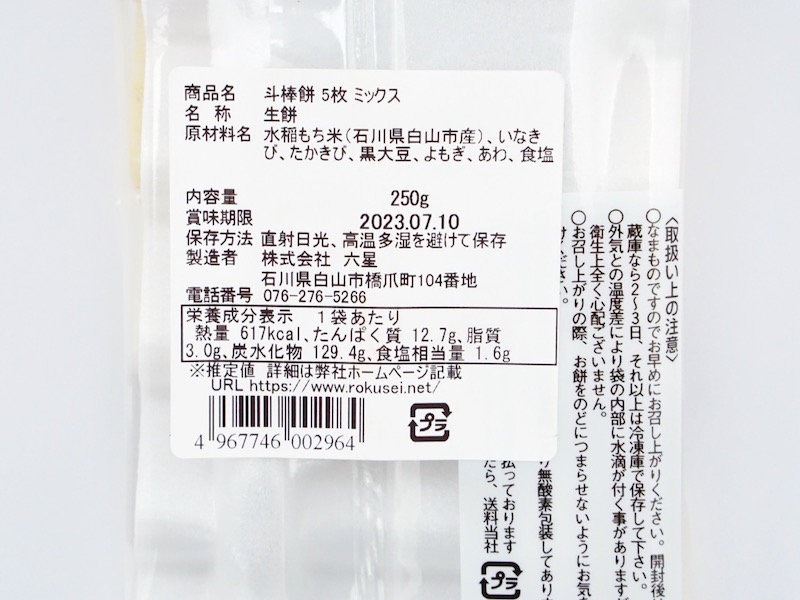 商品名 斗棒餅 5枚 ミックス
名 称 生餅
原材料名 水稲もち米(石川県白山市産)、いなき
び、たかきび、黒大豆、よもぎ、あわ、食塩
内容量 250g
賞味期限 2023.07.10
保存方法 直射日光、高温多湿を避けて保存
製造者 株式会社 六星
石川県白山市橋爪町104番地
電話番号 076-276-5266
栄養成分表示 1袋あたり
熱量 617kcal、たんぱく質 12.7g、脂質
3.0g、炭水化物 129.4g、食塩相当量 1.6g
※推定値 詳細は弊社ホームページ記載
URL https://www.rokusei.net/
4 967746 002964
プラ
〈取扱い上の注意〉
○なまものですのでお早めにお召し上がりください。開封後
蔵庫なら2〜3日、それ以上は冷凍庫で保存して下さい。
○外気との温度差により袋の内部に水滴が付く事がありますが
衛生上全く心配ございません。
○お召し上がりの際、お餅をのどにつまらせないようにお気を
ください。
り無酸素包装してあり
払っております
たら、送料当社
プラ